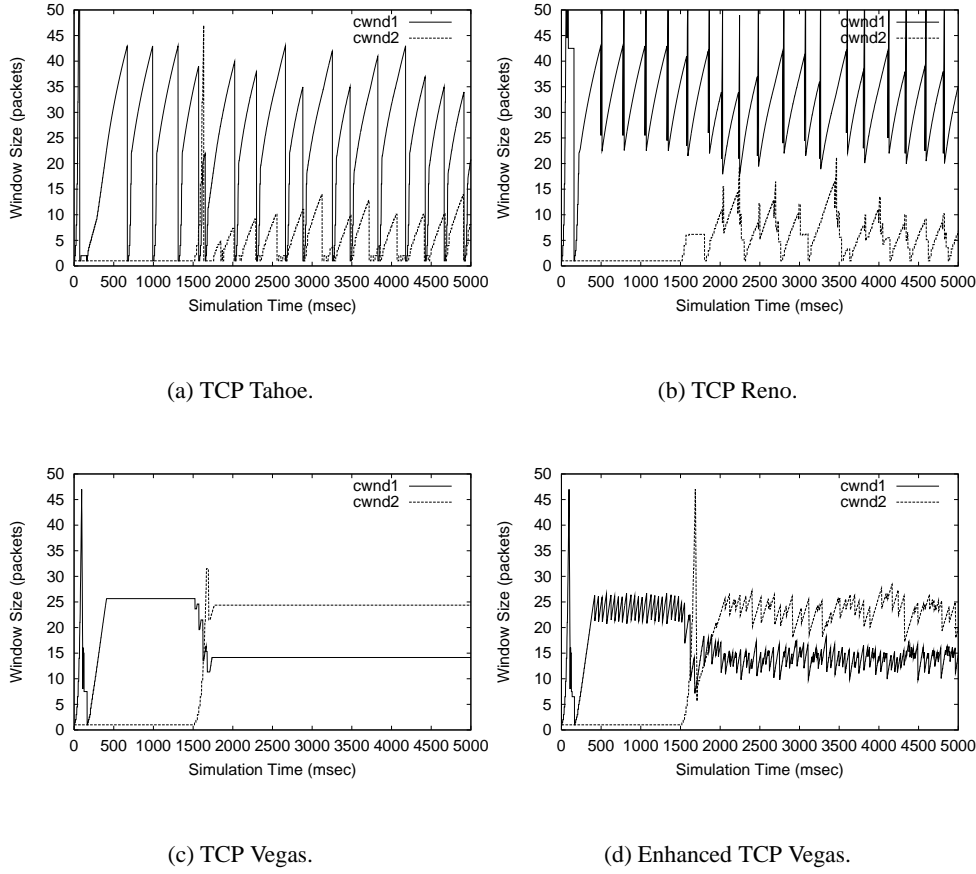 50
45
40
35
30
25
20
15
10
5
0
0 500 1000 1500 2000 2500 3000 3500 4000 4500 5000
Window Size (packets)
Simulation Time (msec)
cwnd1
cwnd2
(a) TCP Tahoe.
50
45
40
35
30
25
20
15
10
5
0
0 500 1000 1500 2000 2500 3000 3500 4000 4500 5000
Window Size (packets)
Simulation Time (msec)
cwnd1
cwnd2
(b) TCP Reno.
50
45
40
35
30
25
20
15
10
5
0
0 500 1000 1500 2000 2500 3000 3500 4000 4500 5000
Window Size (packets)
Simulation Time (msec)
cwnd1
cwnd2
(c) TCP Vegas.
50
45
40
35
30
25
20
15
10
5
0
0 500 1000 1500 2000 2500 3000 3500 4000 4500 5000
Window Size (packets)
Simulation Time (msec)
cwnd1
cwnd2
(d) Enhanced TCP Vegas.